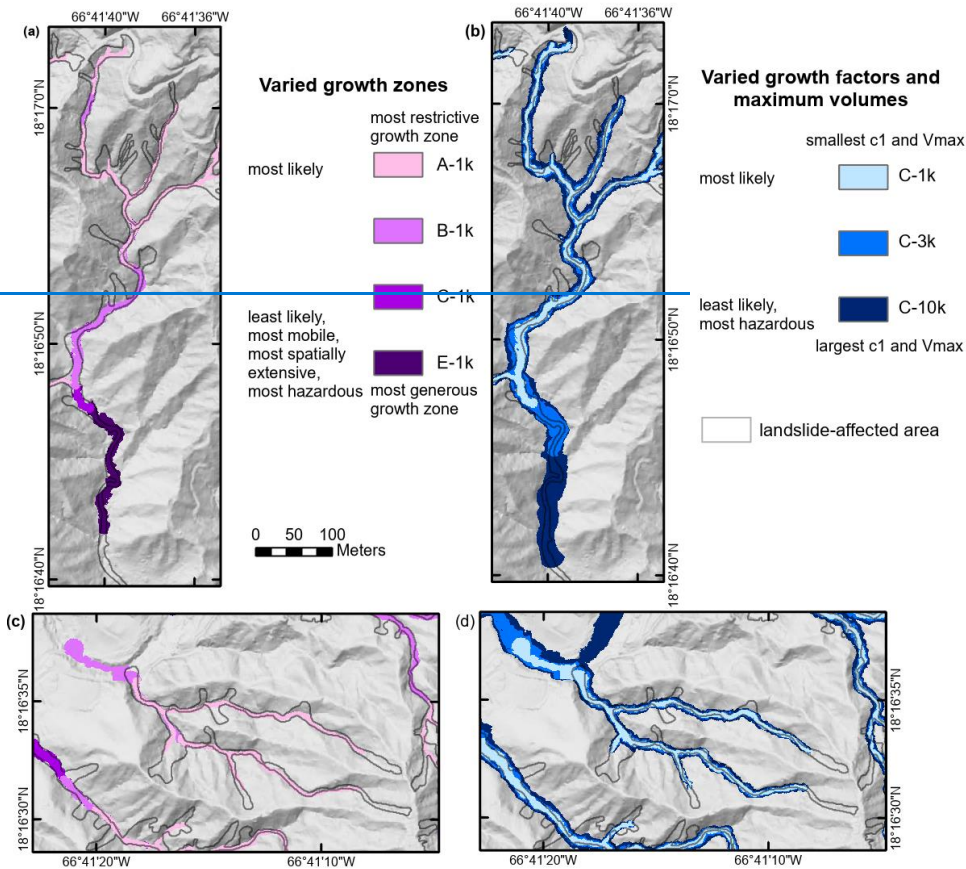 66°41'40"W 66°41'36"W
66°41'40"W 66°41'36"W
(a)
(b)
18°17'0"N
18°16'50"N
18°16'40"N
Varied growth zones
most restrictive
growth zone
most likely
A-1k
B-1k
C-1k
least likely,
most mobile,
most spatially
extensive,
most hazardous
E-1k
most generous
growth zone
0 50 100
Meters
18°17'0"N
18°16'50"N
18°16'40"N
Varied growth factors and
maximum volumes
smallest c1 and Vmax
most likely
C-1k
C-3k
least likely,
most hazardous
C-10k
largest c1 and Vmax
landslide-affected area
(c)
(d)
18°16'35"N
18°16'30"N
18°16'35"N
18°16'30"N
66°41'20"W 66°41'10"W
66°41'20"W 66°41'10"W